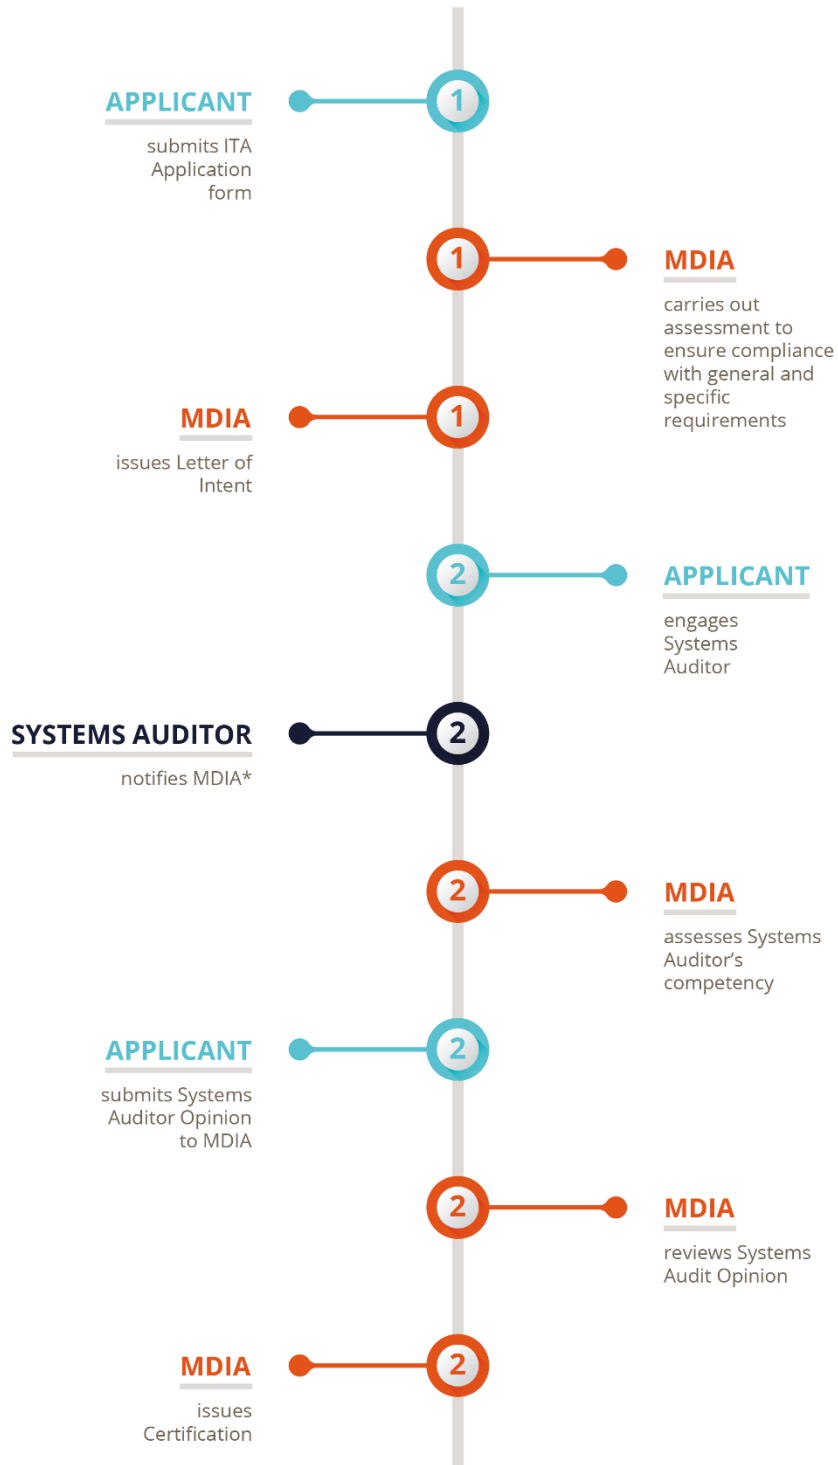 APPLICANT
1
submits ITA
Application
form
1
MDIA
carries out
assessment to
ensure compliance
with general and
specific
requirements
MDIA
1
issues Letter of
Intent
2
APPLICANT
engages
Systems
Auditor
SYSTEMS AUDITOR
2
notifies MDIA*
2
MDIA
assesses Systems
Auditor’s
competency
APPLICANT
2
submits Systems
Auditor Opinion
to MDIA
2
MDIA
reviews Systems
Audit Opinion
MDIA
2
issues
Certification